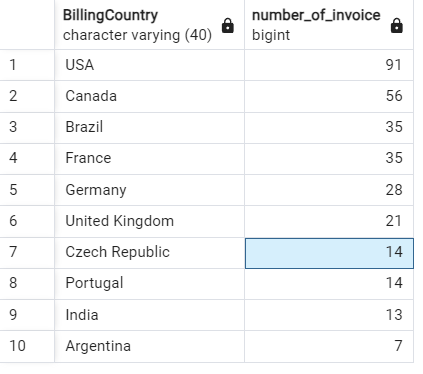 BillingCountry number_of_invoice
character varying (40) bigint
1 USA 91
2 Canada 56
3 Brazil 35
4 France 35
5 Germany 28
6 United Kingdom 21
7 Czech Republic 14
8 Portugal 14
9 India 13
10 Argentina 7